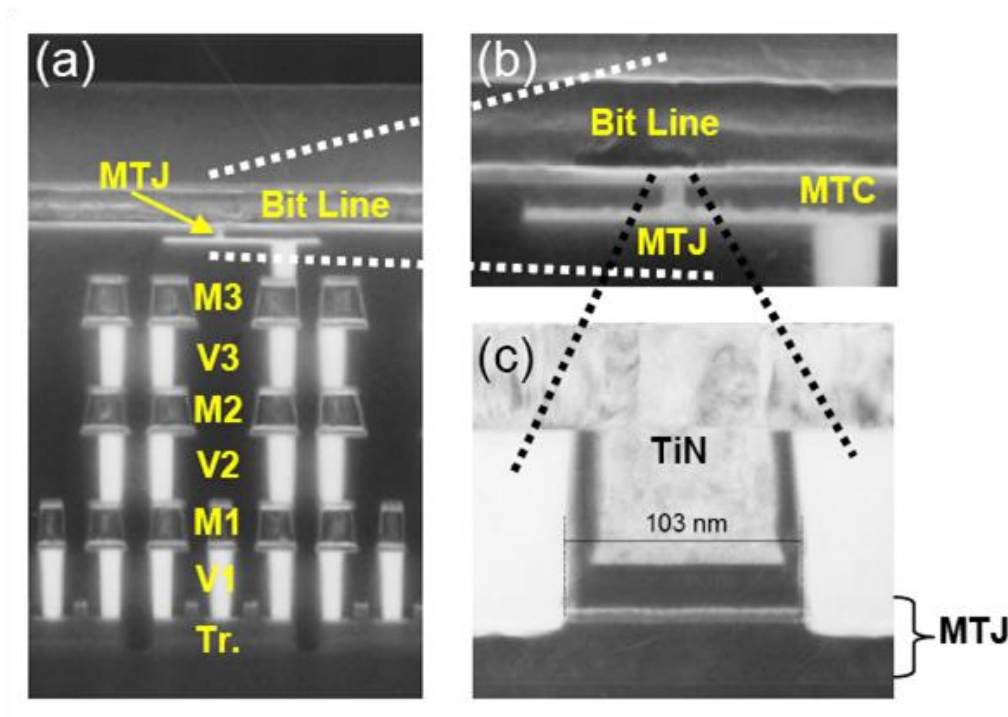 (a)
MTJ
Bit Line
M3
V3
M2
V2
M1
V1
Tr.
(b)
Bit Line
MTC
MTJ
(c)
TiN
103 nm
MTJ